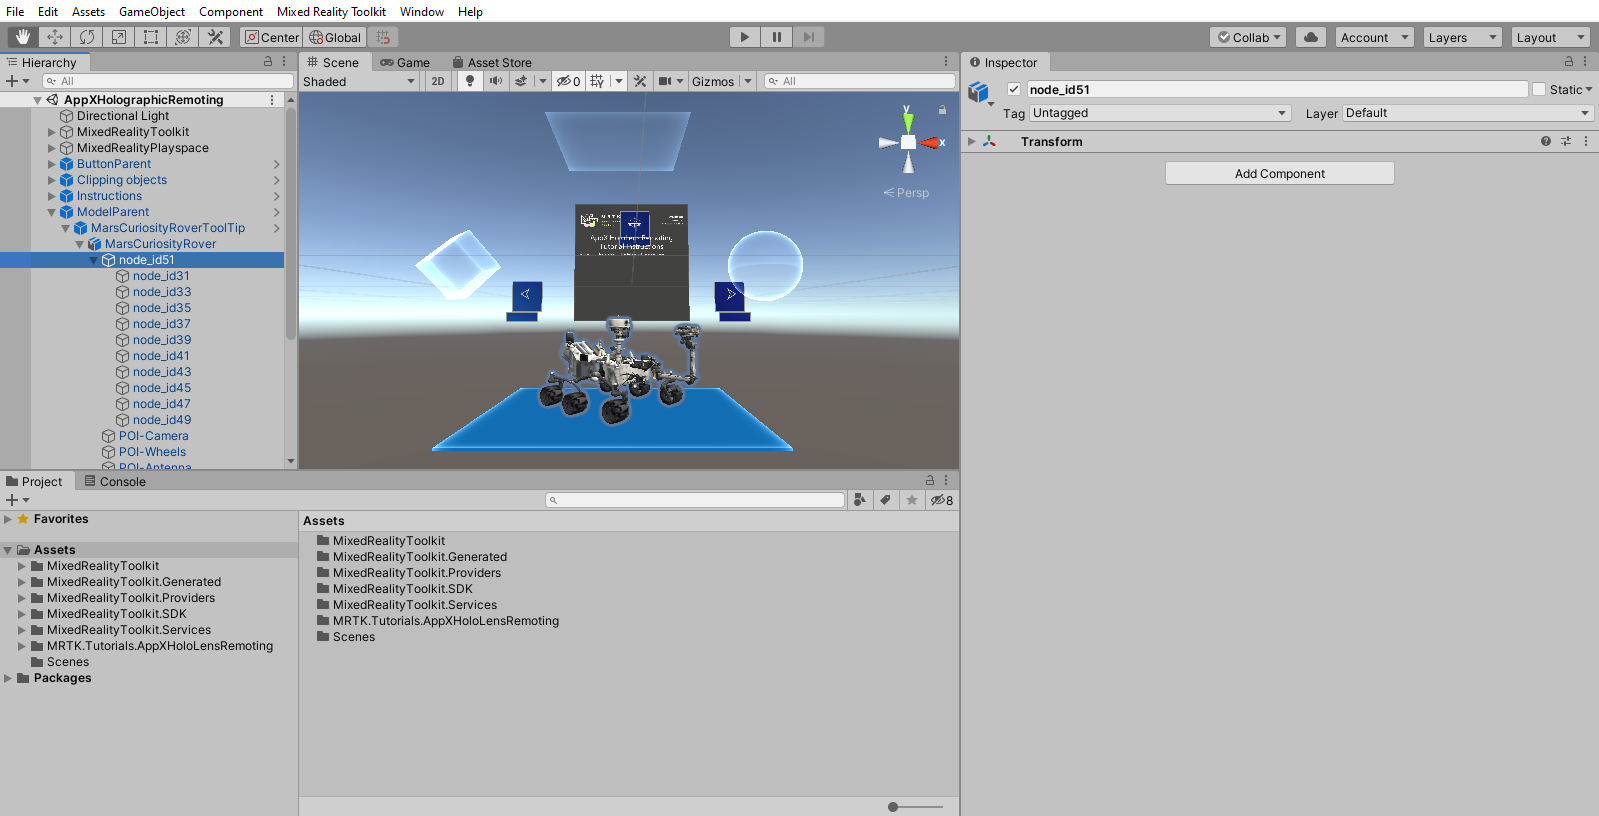 File Edit Assets GameObject Component Mixed Reality Toolkit Window Help
Center Global Collab Account Layers Layout
Hierarchy
All
AppXHolographicRemoting
Directional Light
MixedRealityToolkit
MixedRealityPlayspace
ButtonParent
Clipping objects
Instructions
ModelParent
MarsCuriosityRoverToolTip
MarsCuriosityRover
node_id51
node_id31
node_id33
node_id35
node_id37
node_id39
node_id41
node_id43
node_id45
node_id47
node_id49
POI-Camera
POI-Wheels
POI-Antenna
Scene Game Asset Store
Shaded 2D 0 Gizmos All
y
x
Persp
Tutorial Instructions
Inspector
node_id51 Static
Tag Untagged Layer Default
Transform
Add Component
Project Console
8
Favorites
Assets
MixedRealityToolkit
MixedRealityToolkit.Generated
MixedRealityToolkit.Providers
MixedRealityToolkit.SDK
MixedRealityToolkit.Services
MRTK.Tutorials.AppXHoloLensRemoting
Scenes
Packages
Assets
MixedRealityToolkit
MixedRealityToolkit.Generated
MixedRealityToolkit.Providers
MixedRealityToolkit.SDK
MixedRealityToolkit.Services
MRTK.Tutorials.AppXHoloLensRemoting
Scenes